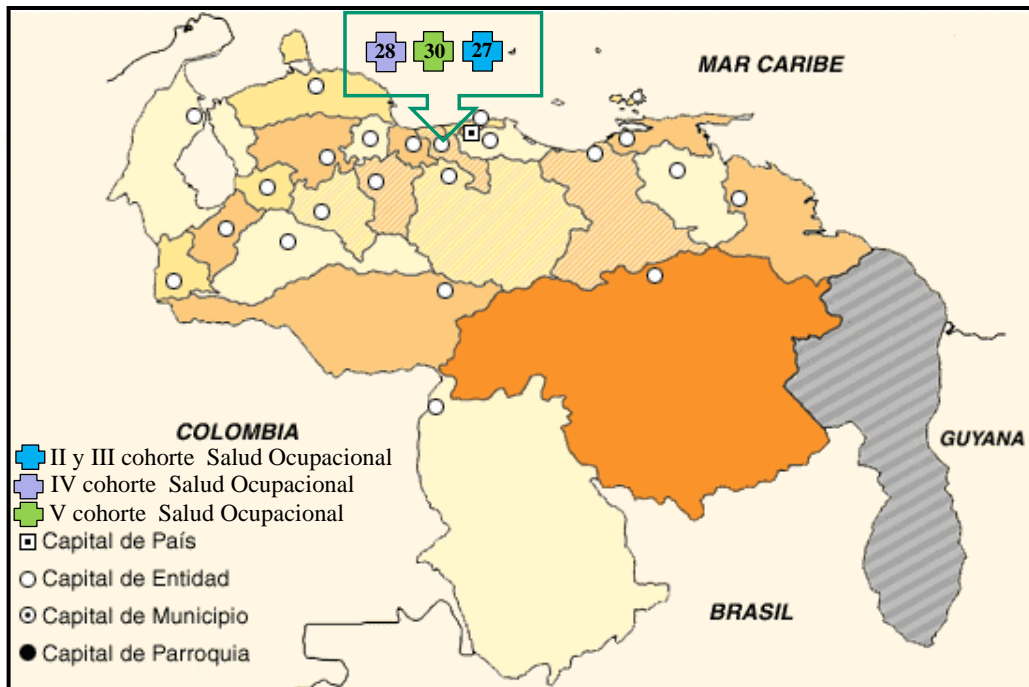 28 30 27
MAR CARIBE
COLOMBIA
GUYANA
II y III cohorte Salud Ocupacional
IV cohorte Salud Ocupacional
V cohorte Salud Ocupacional
Capital de País
Capital de Entidad
Capital de Municipio
Capital de Parroquia
BRASIL